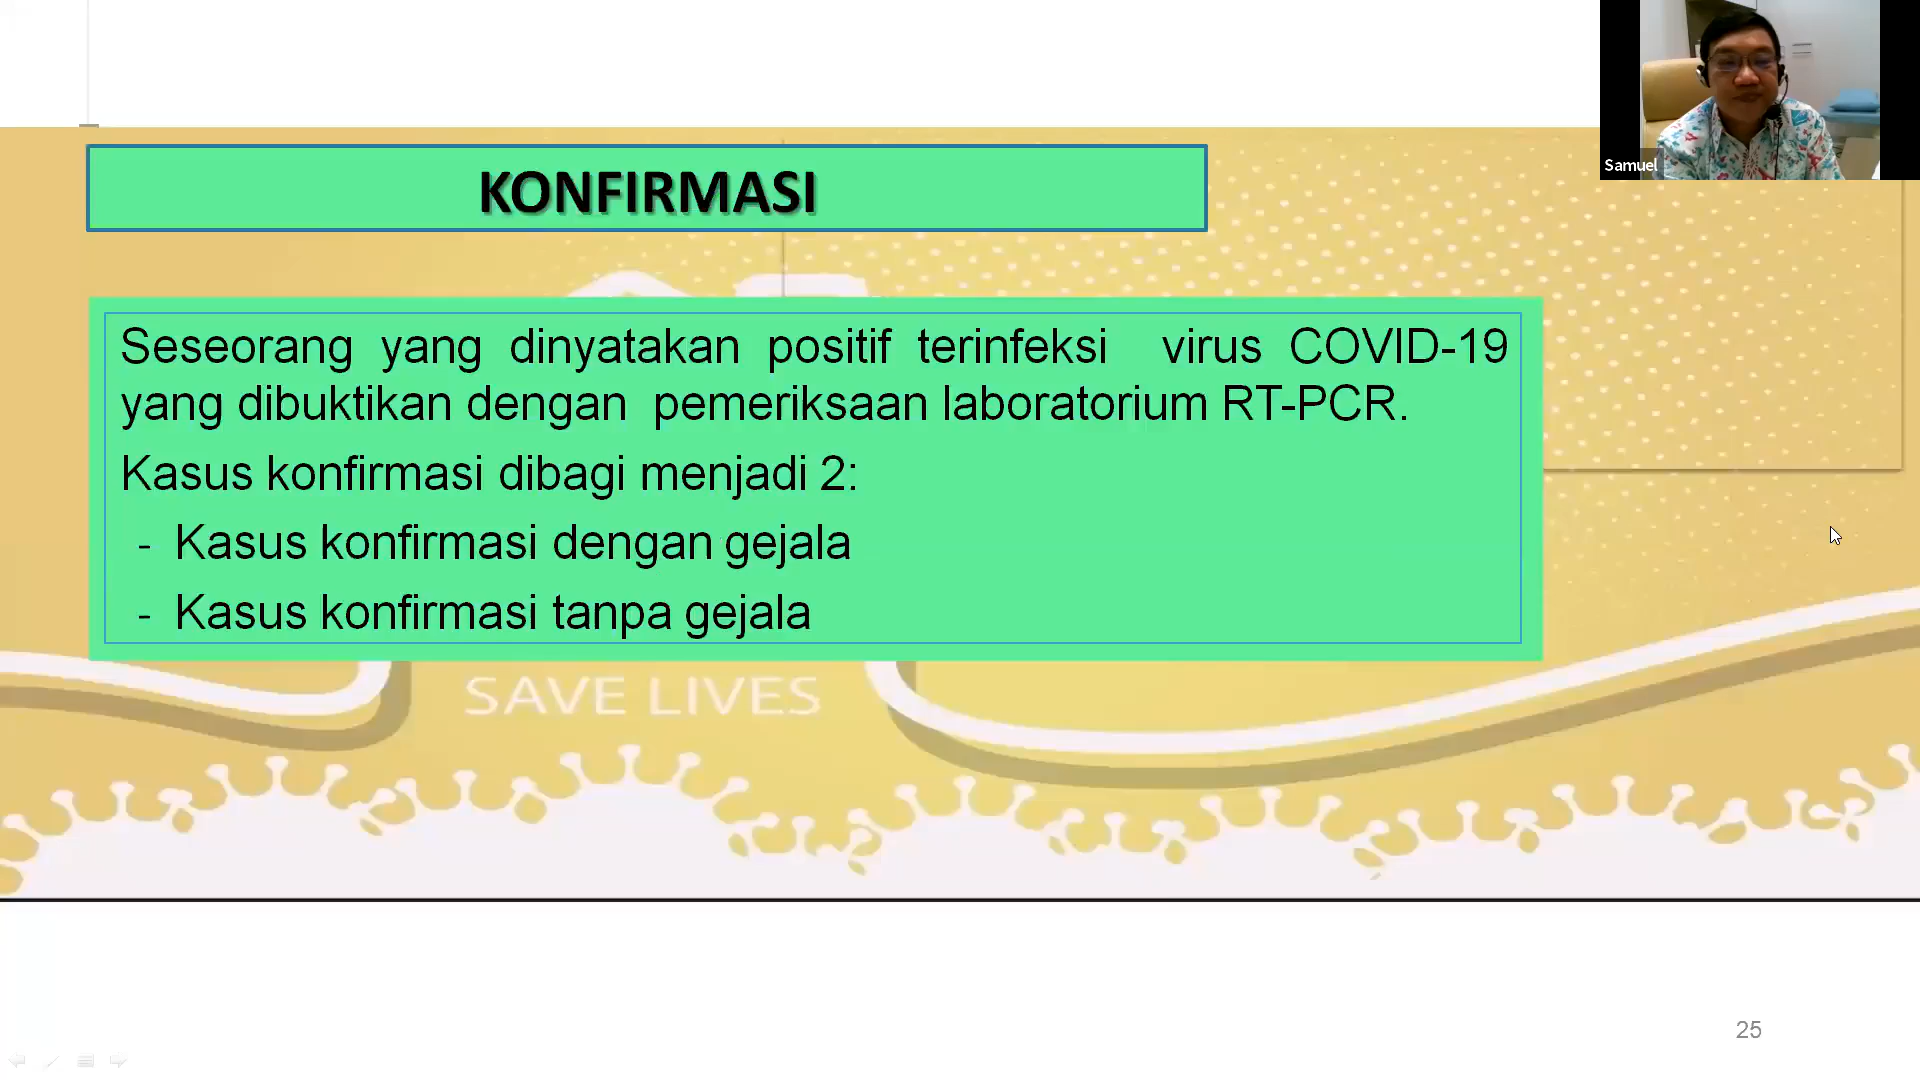 Samuel
KONFIRMASI
Seseorang yang dinyatakan positif terinfeksi virus COVID-19
yang dibuktikan dengan pemeriksaan laboratorium RT-PCR.
Kasus konfirmasi dibagi menjadi 2:
- Kasus konfirmasi dengan gejala
- Kasus konfirmasi tanpa gejala
SAVE LIVES
25